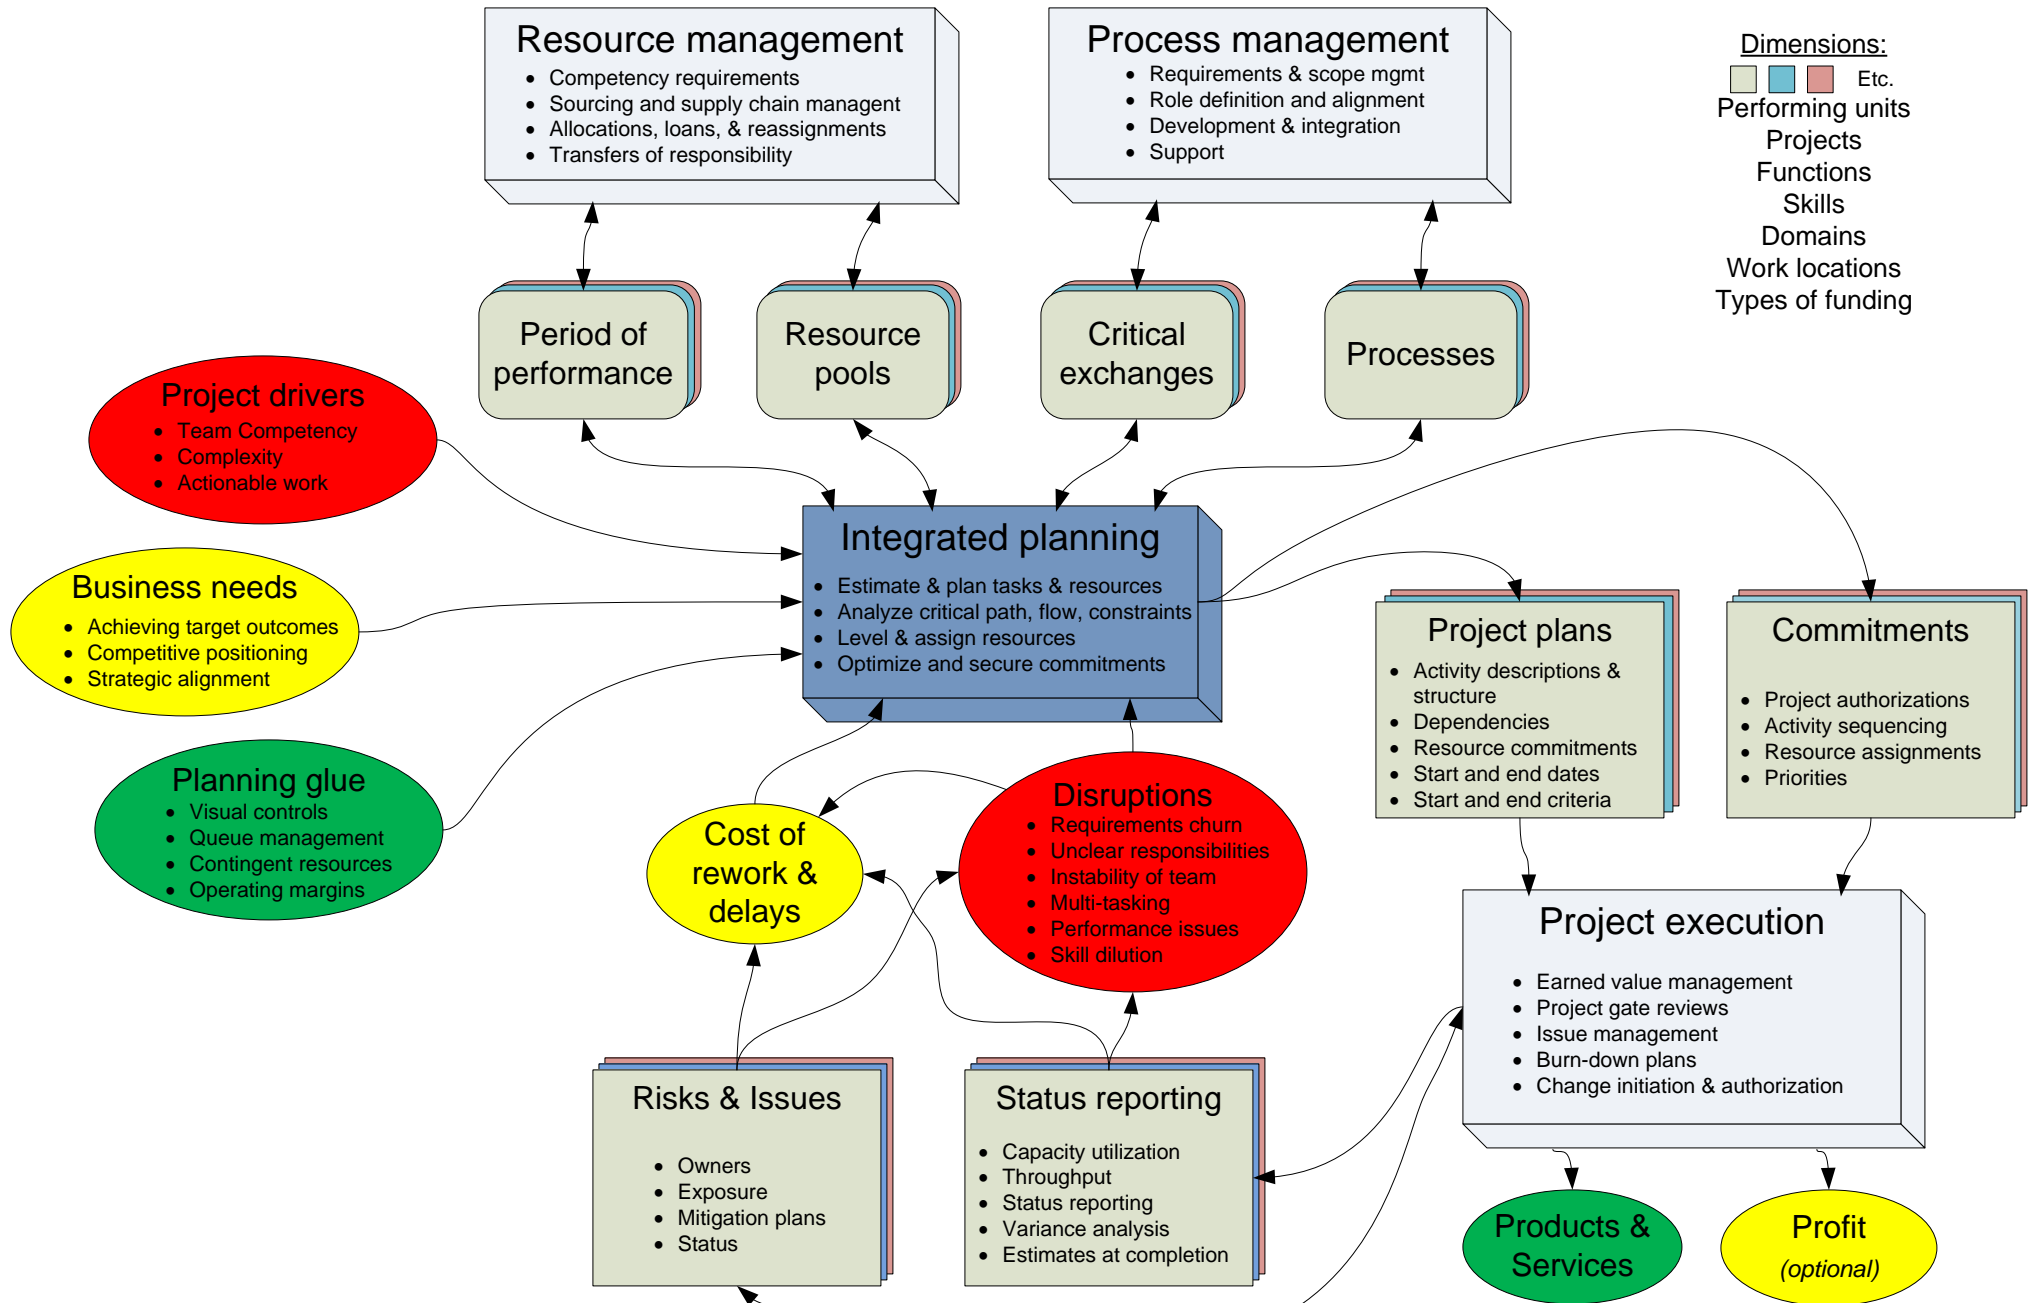 Resource management
• Competency requirements
• Sourcing and supply chain managent
• Allocations, loans, & reassignments
• Transfers of responsibility
Process management
• Requirements & scope mgmt
• Role definition and alignment
• Development & integration
• Support
Dimensions:
Etc.
Performing units
Projects
Functions
Skills
Domains
Work locations
Types of funding
Period of
performance
Resource
pools
Critical
exchanges
Processes
Project drivers
• Team Competency
• Complexity
• Actionable work
Business needs
• Achieving target outcomes
• Competitive positioning
• Strategic alignment
Planning glue
• Visual controls
• Queue management
• Contingent resources
• Operating margins
Integrated planning
• Estimate & plan tasks & resources
• Analyze critical path, flow, constraints
• Level & assign resources
• Optimize and secure commitments
Project plans
• Activity descriptions &
structure
• Dependencies
• Resource commitments
• Start and end dates
• Start and end criteria
Commitments
• Project authorizations
• Activity sequencing
• Resource assignments
• Priorities
Cost of
rework &
delays
Disruptions
• Requirements churn
• Unclear responsibilities
• Instability of team
• Multi-tasking
• Performance issues
• Skill dilution
Project execution
• Earned value management
• Project gate reviews
• Issue management
• Burn-down plans
• Change initiation & authorization
Risks & Issues
• Owners
• Exposure
• Mitigation plans
• Status
Status reporting
• Capacity utilization
• Throughput
• Status reporting
• Variance analysis
• Estimates at completion
Products &
Services
Profit
(optional)